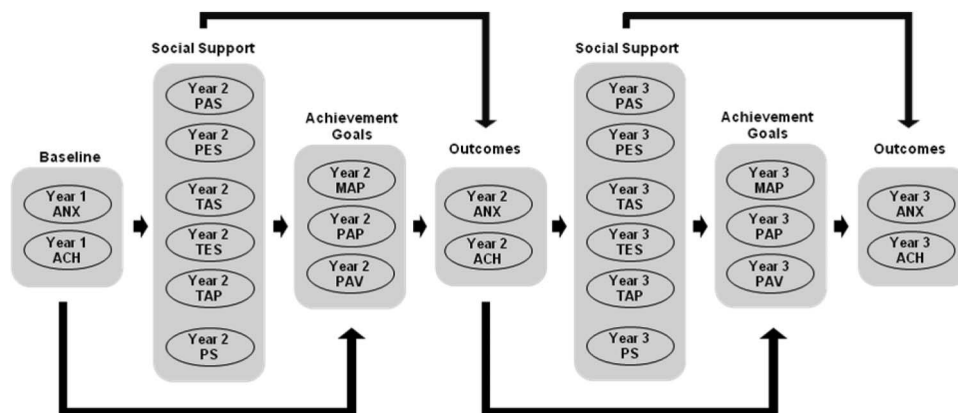 Baseline
Year 1
ANX
Year 1
ACH
Social Support
Year 2
PAS
Year 2
PES
Year 2
TAS
Year 2
TES
Year 2
TAP
Year 2
PS
Achievement
Goals
Year 2
MAP
Year 2
PAP
Year 2
PAV
Outcomes
Year 2
ANX
Year 2
ACH
Social Support
Year 3
PAS
Year 3
PES
Year 3
TAS
Year 3
TES
Year 3
TAP
Year 3
PS
Achievement
Goals
Year 3
MAP
Year 3
PAP
Year 3
PAV
Outcomes
Year 3
ANX
Year 3
ACH